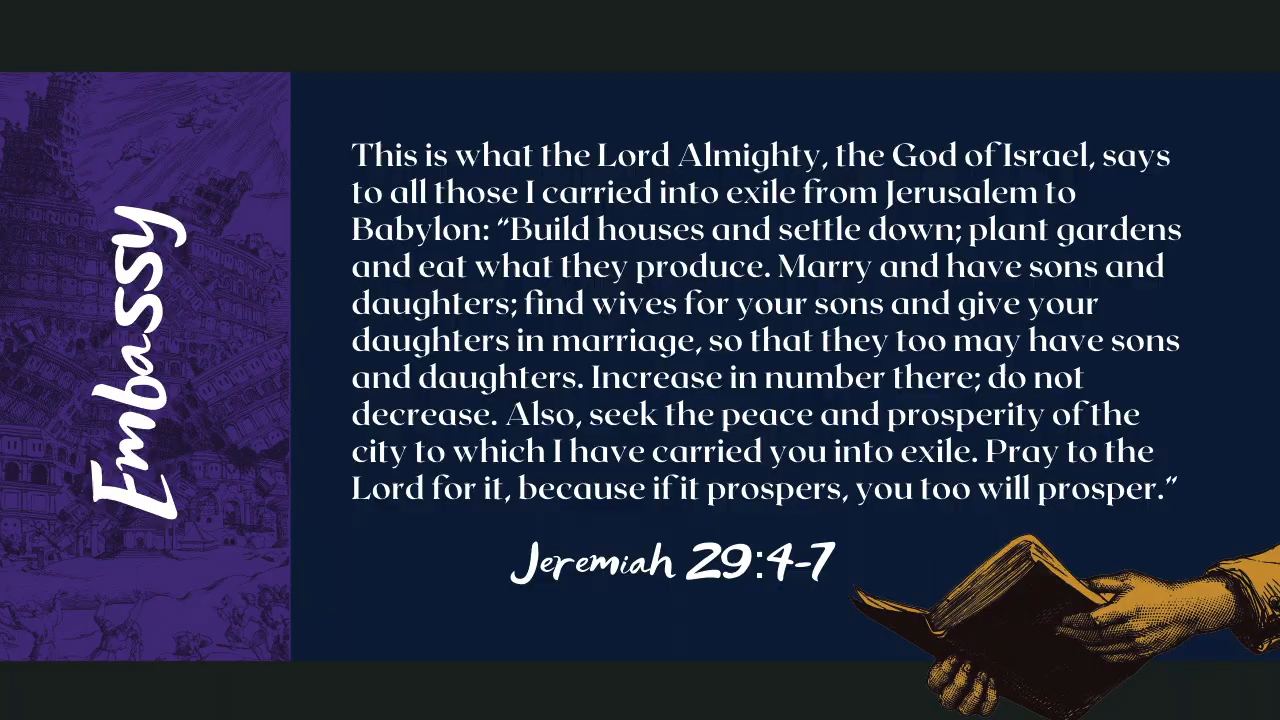 Embassy
This is what the Lord Almighty, the God of Israel, says
to all those I carried into exile from Jerusalem to
Babylon: “Build houses and settle down; plant gardens
and eat what they produce. Marry and have sons and
daughters; find wives for your sons and give your
daughters in marriage, so that they too may have sons
and daughters. Increase in number there; do not
decrease. Also, seek the peace and prosperity of the
city to which I have carried you into exile. Pray to the
Lord for it, because if it prospers, you too will prosper.”
Jeremiah 29:4-7